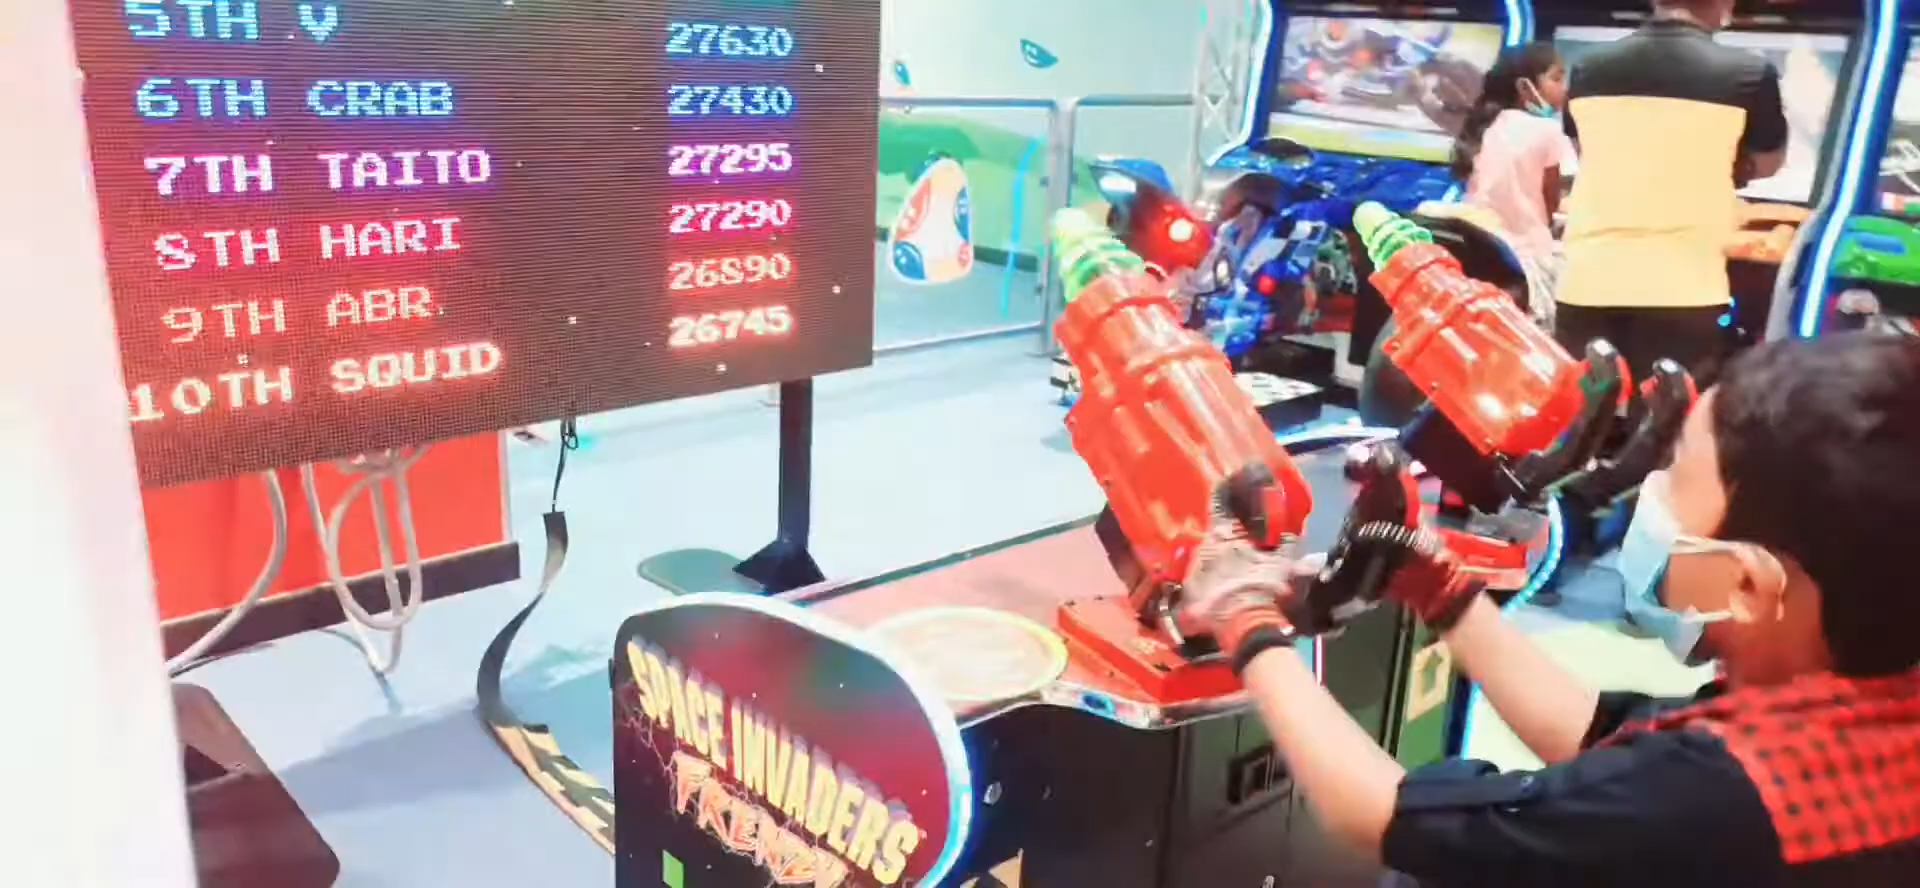 5TH V 27630
6TH CRAB 27430
7TH TAITO 27295
8TH HARI 27290
9TH ABR. 26890
10TH SQUID 26745
SPACE INVADERS
FRENZY